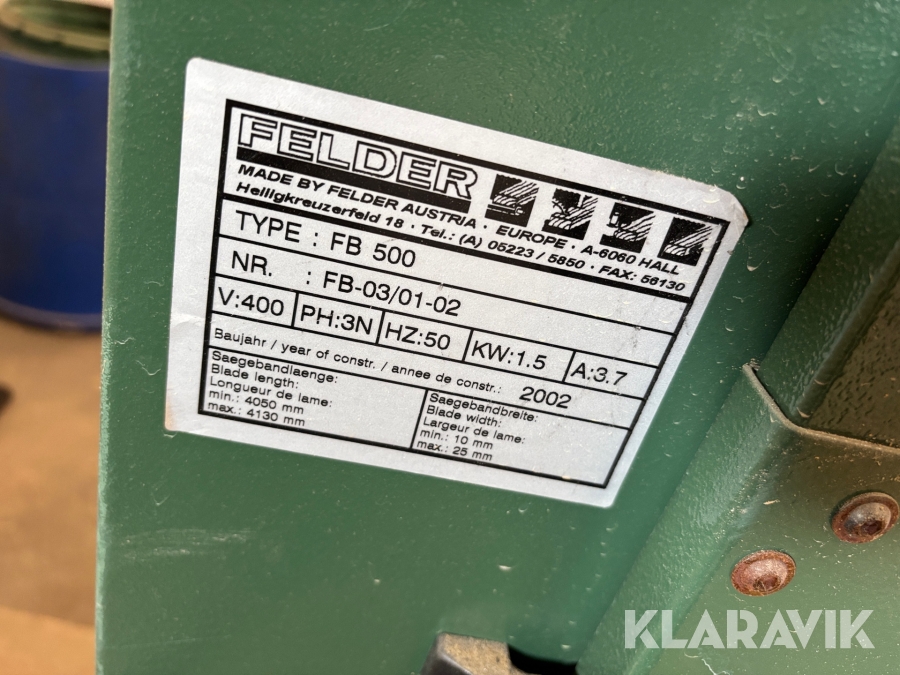 FELDER
MADE BY FELDER AUSTRIA · EUROPE · A-6060 HALL
Heiligkreuzerfeld 18 · Tel.: (A) 05223 / 5850 · FAX: 56130
TYPE : FB 500
NR. : FB-03/01-02
V:400 PH:3N HZ:50 KW:1.5 A:3.7
Baujahr / year of constr. / annee de constr.: 2002
Saegebandlaenge:
Blade length:
Longueur de lame:
min.: 4050 mm
max.: 4130 mm
Saegebandbreite:
Blade width:
Largeur de lame:
min.: 10 mm
max.: 25 mm
KLARAVIK